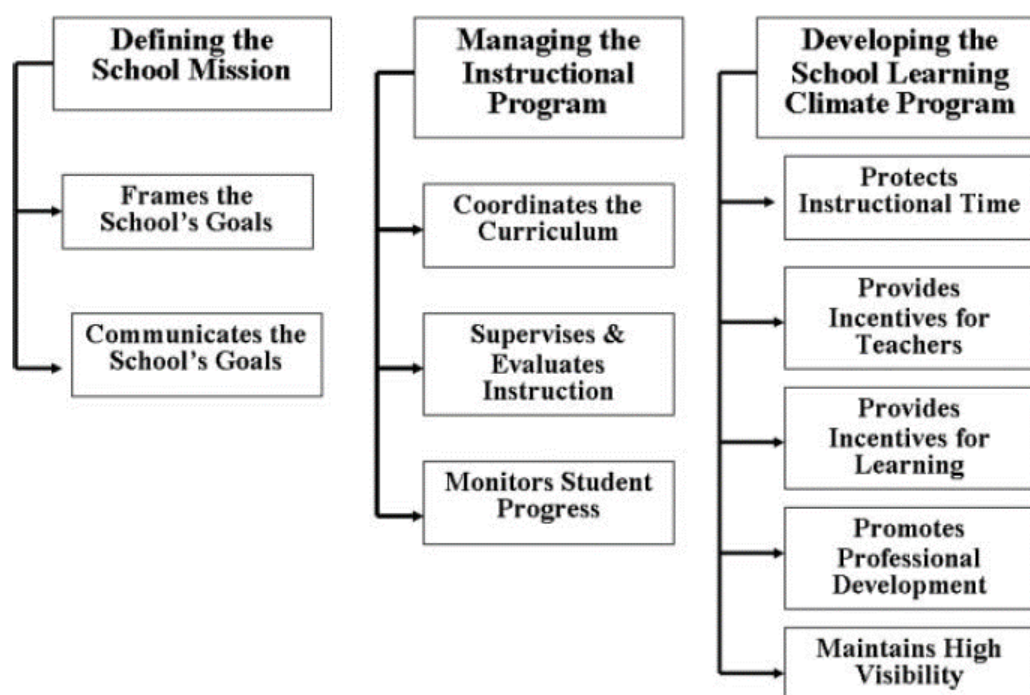 Defining the
School Mission
Frames the
School's Goals
Communicates the
School's Goals
Managing the
Instructional
Program
Coordinates the
Curriculum
Supervises &
Evaluates
Instruction
Monitors Student
Progress
Developing the
School Learning
Climate Program
Protects
Instructional Time
Provides
Incentives for
Teachers
Provides
Incentives for
Learning
Promotes
Professional
Development
Maintains High
Visibility